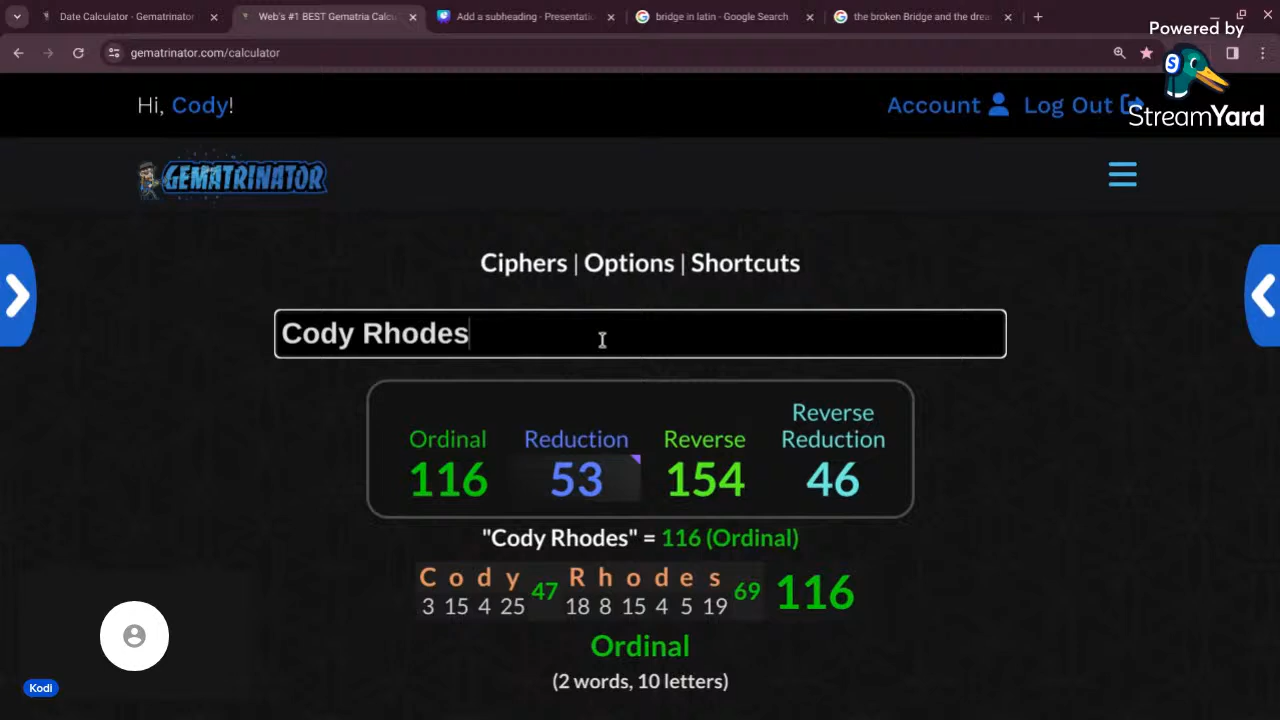 Date Calculator - Gematrinator
Web's #1 BEST Gematria Calcu
Add a subheading - Presentatio
bridge in latin - Google Search
the broken Bridge and the drea
Powered by
gematrinator.com/calculator
StreamYard
Hi, Cody!
Account
Log Out
GEMATRINATOR
Ciphers | Options | Shortcuts
Cody Rhodes
Ordinal
Reduction
Reverse
Reverse
Reduction
116
53
154
46
"Cody Rhodes" = 116 (Ordinal)
C o d y 47 R h o d e s 69 116
3 15 4 25 18 8 15 4 5 19
Ordinal
(2 words, 10 letters)
Kodi